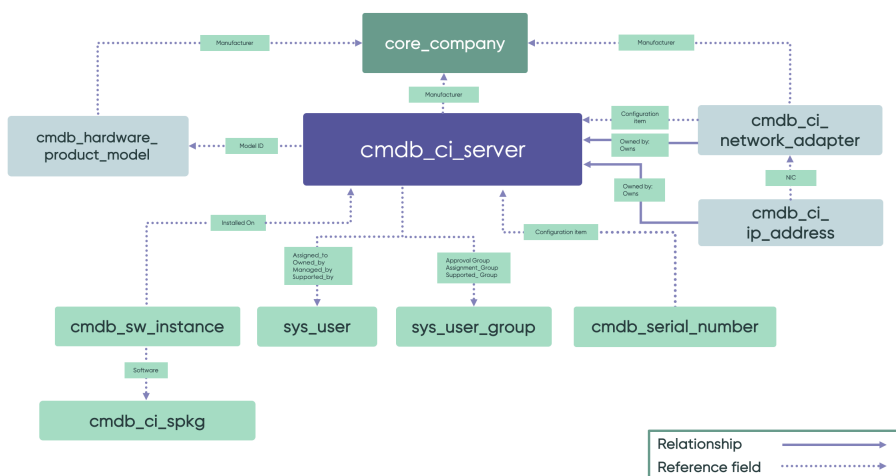 core_company
Manufacturer
Manufacturer
Manufacturer
cmdb_hardware_
product_model
Model ID
cmdb_ci_server
Configuration
item
Owned by:
Owns
Owned by:
Owns
cmdb_ci_
network_adapter
NIC
cmdb_ci_
ip_address
Installed On
Assigned_to
Owned_by
Managed_by
Supported_by
Approval Group
Assignment_Group
Supported_ Group
Configuration item
cmdb_sw_instance
sys_user
sys_user_group
cmdb_serial_number
Software
cmdb_ci_spkg
Relationship
Reference field